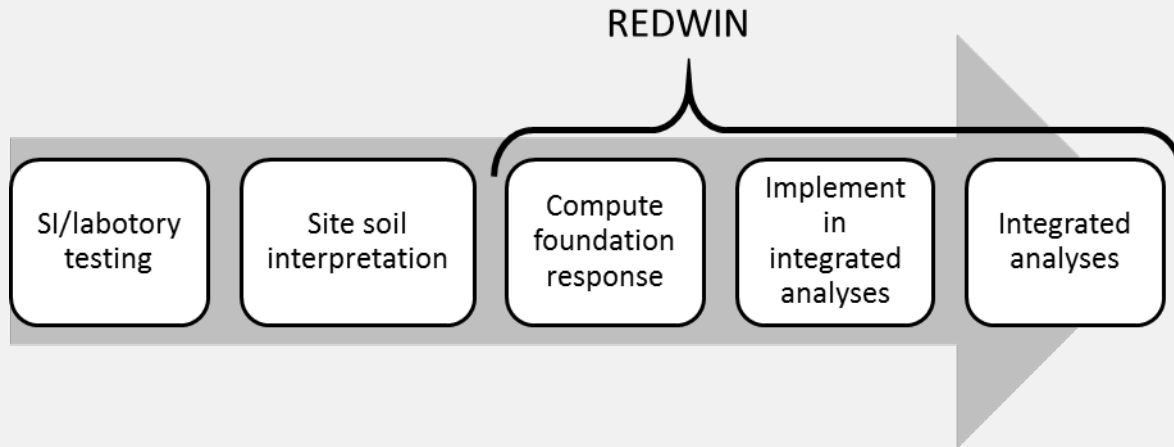 REDWIN
SI/labotory
testing
Site soil
interpretation
Compute
foundation
response
Implement
in
integrated
analyses
Integrated
analyses